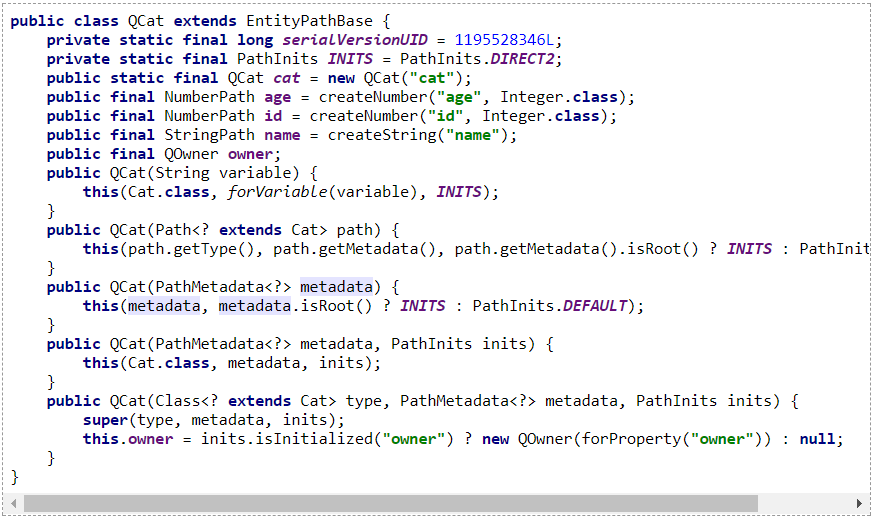 public class QCat extends EntityPathBase {
    private static final long serialVersionUID = 1195528346L;
    private static final PathInits INITS = PathInits.DIRECT2;
    public static final QCat cat = new QCat("cat");
    public final NumberPath age = createNumber("age", Integer.class);
    public final NumberPath id = createNumber("id", Integer.class);
    public final StringPath name = createString("name");
    public final QOwner owner;
    public QCat(String variable) {
        this(Cat.class, forVariable(variable), INITS);
    }
    public QCat(Path<? extends Cat> path) {
        this(path.getType(), path.getMetadata(), path.getMetadata().isRoot() ? INITS : PathInit
    }
    public QCat(PathMetadata<?> metadata) {
        this(metadata, metadata.isRoot() ? INITS : PathInits.DEFAULT);
    }
    public QCat(PathMetadata<?> metadata, PathInits inits) {
        this(Cat.class, metadata, inits);
    }
    public QCat(Class<? extends Cat> type, PathMetadata<?> metadata, PathInits inits) {
        super(type, metadata, inits);
        this.owner = inits.isInitialized("owner") ? new QOwner(forProperty("owner")) : null;
    }
}